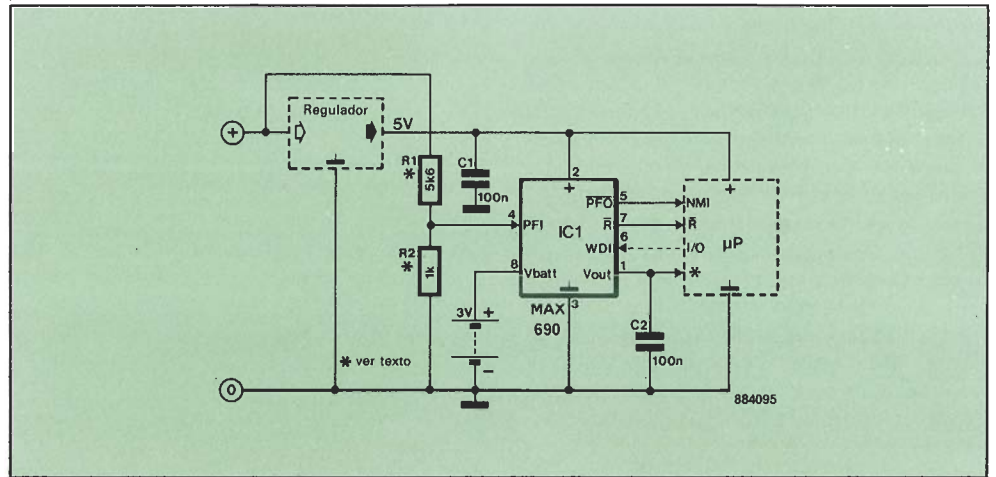 Regulador
5V
+
R1
*
5k6
C1
100n
2
+
PFO 5 NMI
4 PFI
IC1
R 7 R
WDI 6 I/O
µP
R2
*
1k
8 Vbatt
Vout 1 *
3
3V +
MAX
690
C2
100n
-
* ver texto
0
884095